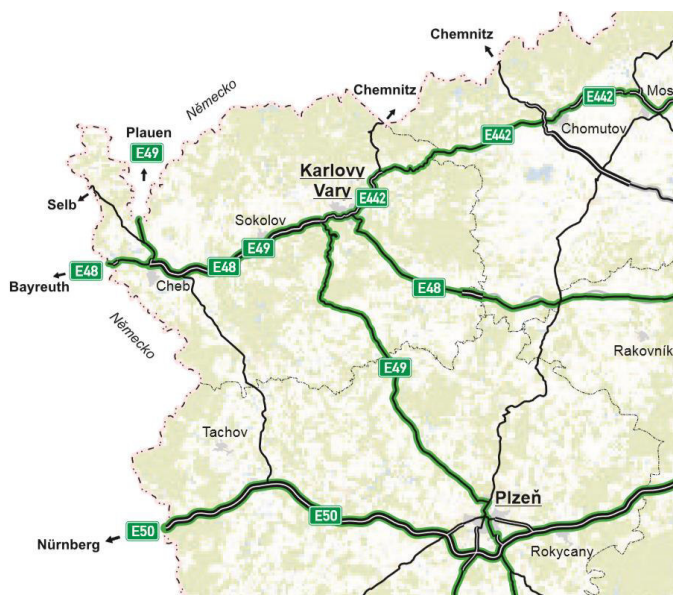 Chemnitz
Německo
Chemnitz
E442
Mos
Plauen
E49
E442
Chomutov
Karlovy
Vary
E442
Selb
Sokolov
E49
E48
Bayreuth
E48
Cheb
E48
Německo
Rakovník
E49
Tachov
Plzeň
E50
E50
Nürnberg
Rokycany